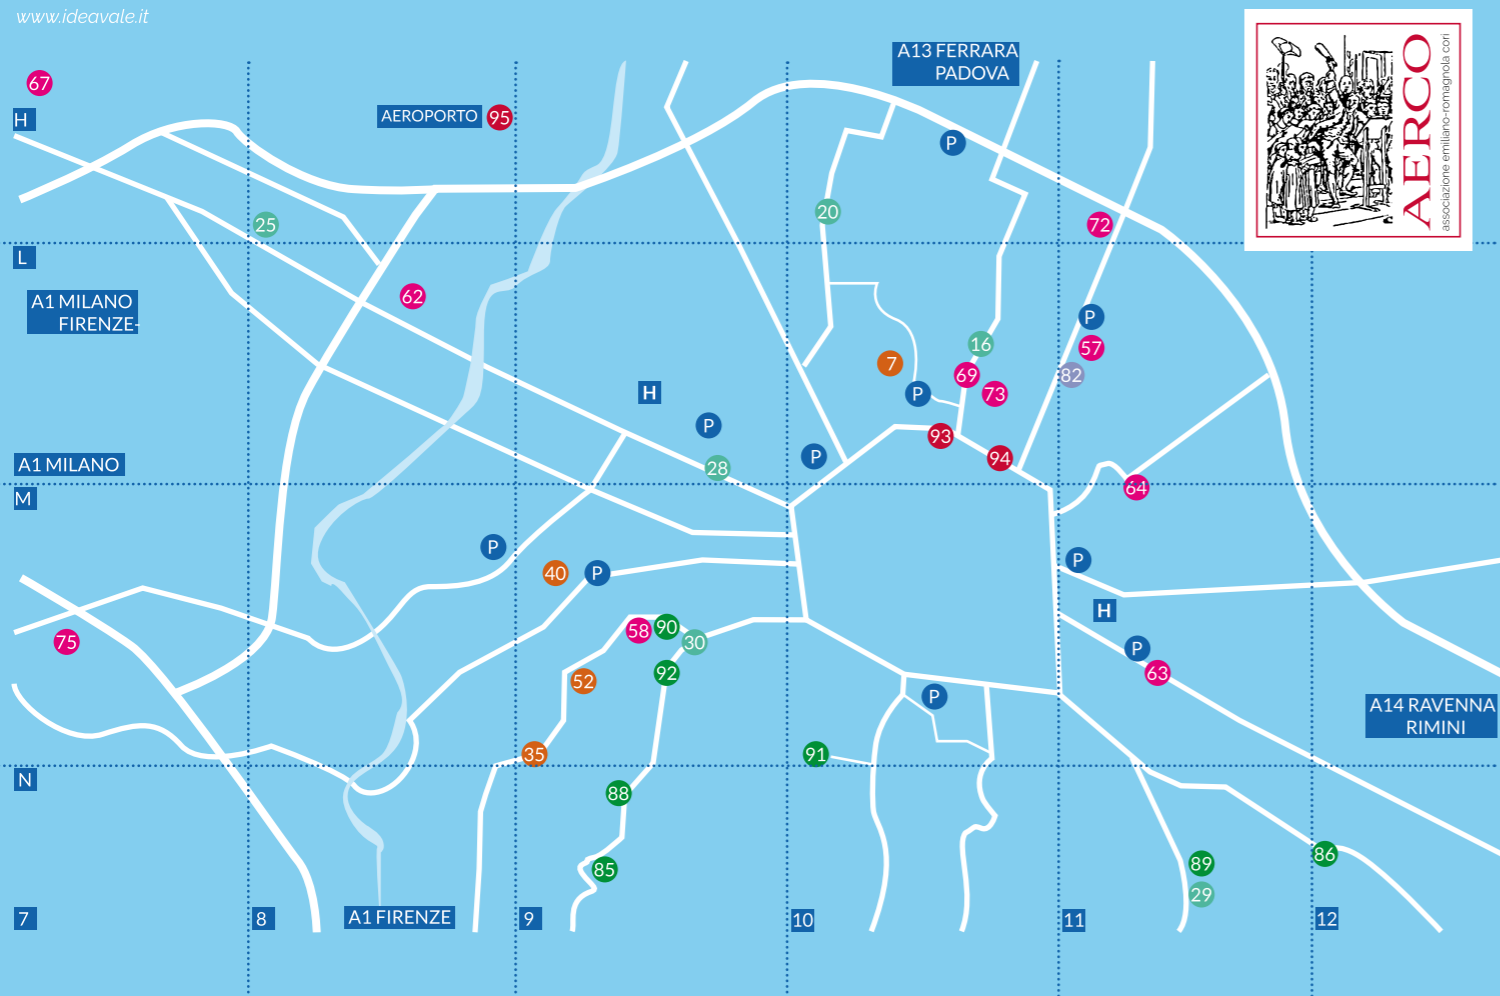 www.ideavale.it
A13 FERRARA
PADOVA
AERCO
associazione emiliano-romagnola cori
67
H
AEROPORTO
95
P
20
25
72
L
A1 MILANO
FIRENZE-
62
P
16
57
7
69
82
H
P
73
P
93
A1 MILANO
P
94
28
64
M
P
P
40
P
H
58
90
75
30
P
92
63
52
P
A14 RAVENNA
RIMINI
35
91
N
88
86
85
89
29
7
8
A1 FIRENZE
9
10
11
12